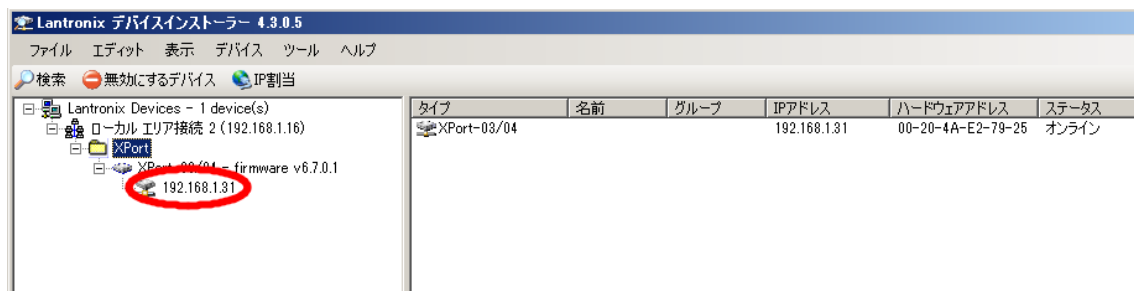 Lantronix デバイスインストーラー 4.3.0.5
ファイル エディット 表示 デバイス ツール ヘルプ
検索 無効にするデバイス IP割当
Lantronix Devices - 1 device(s)
ローカル エリア接続 2 (192.168.1.16)
XPort
XPort-03/04 - firmware v6.7.0.1
192.168.1.31
タイプ 名前 グループ IPアドレス ハードウェアアドレス ステータス
XPort-03/04 192.168.1.31 00-20-4A-E2-79-25 オンライン